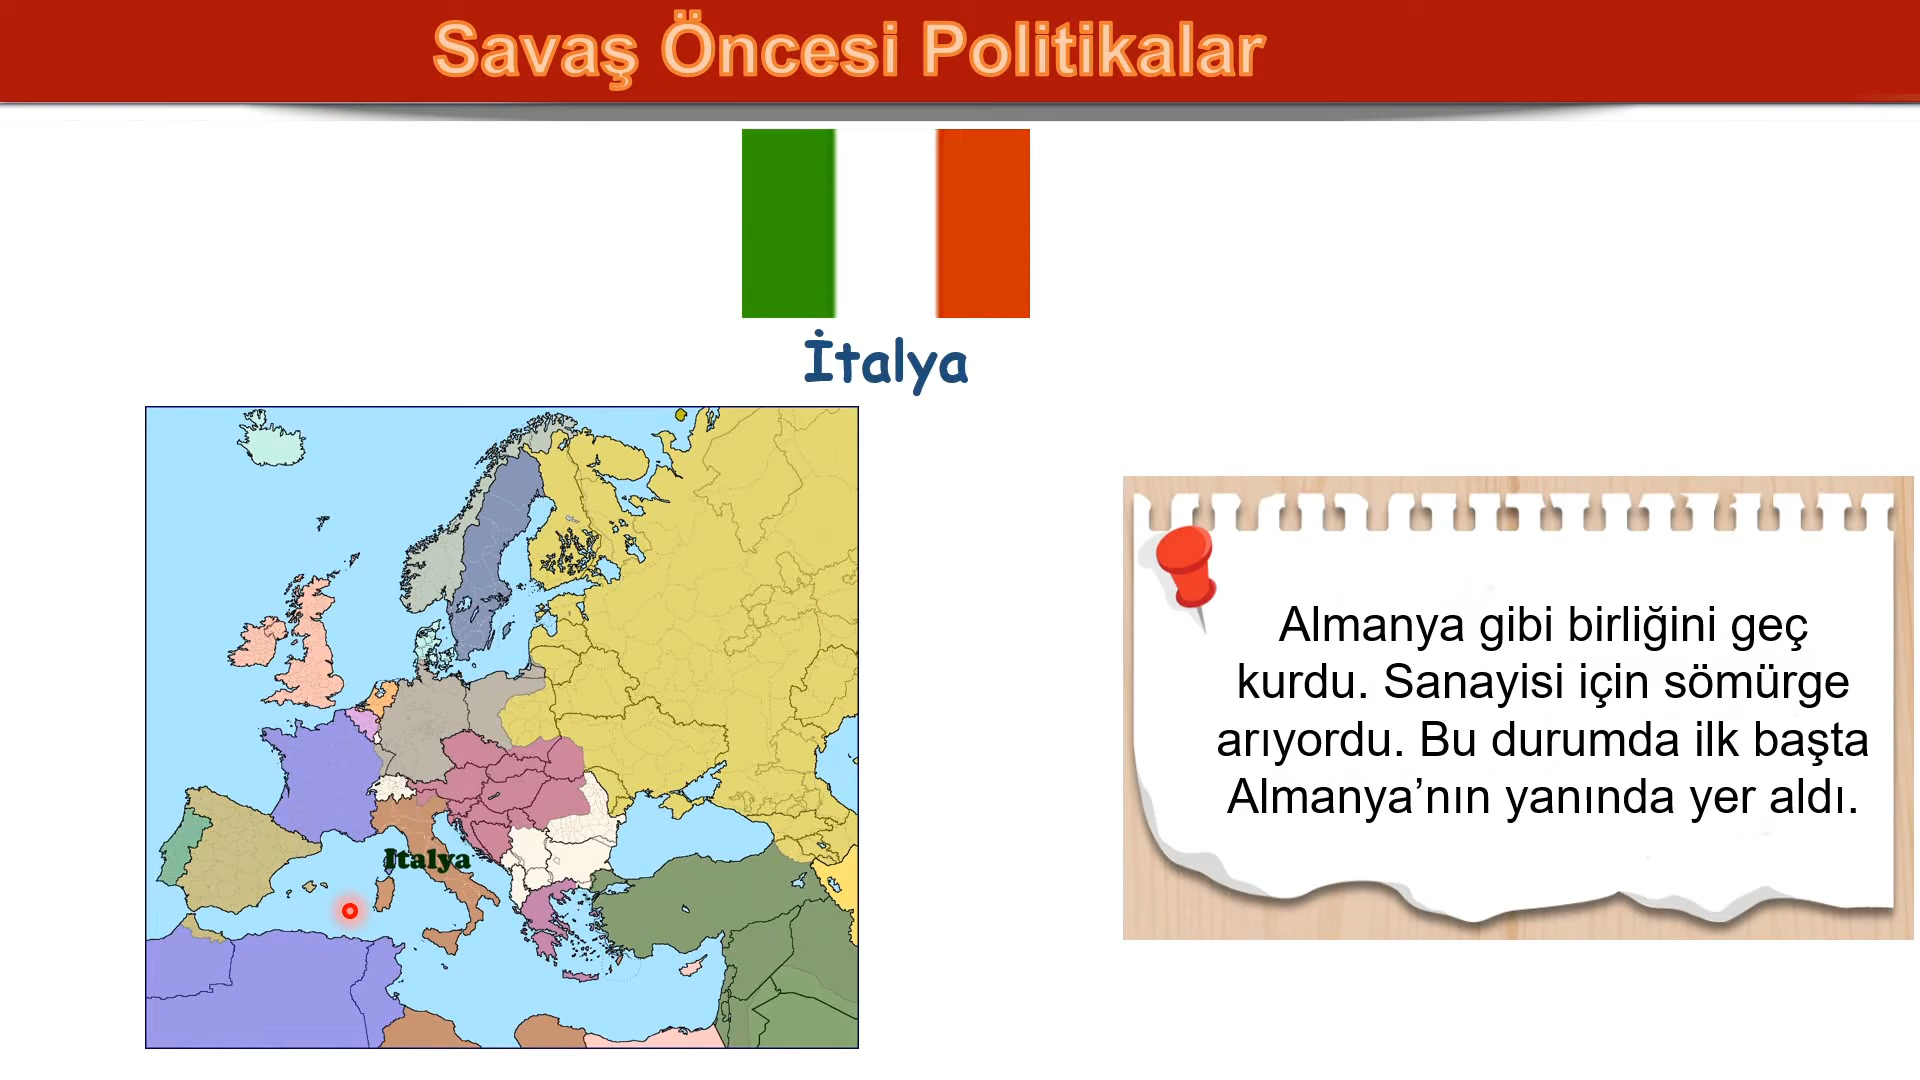 Savaş Öncesi Politikalar
İtalya
İtalya
Almanya gibi birliğini geç
kurdu. Sanayisi için sömürge
arıyordu. Bu durumda ilk başta
Almanya’nın yanında yer aldı.